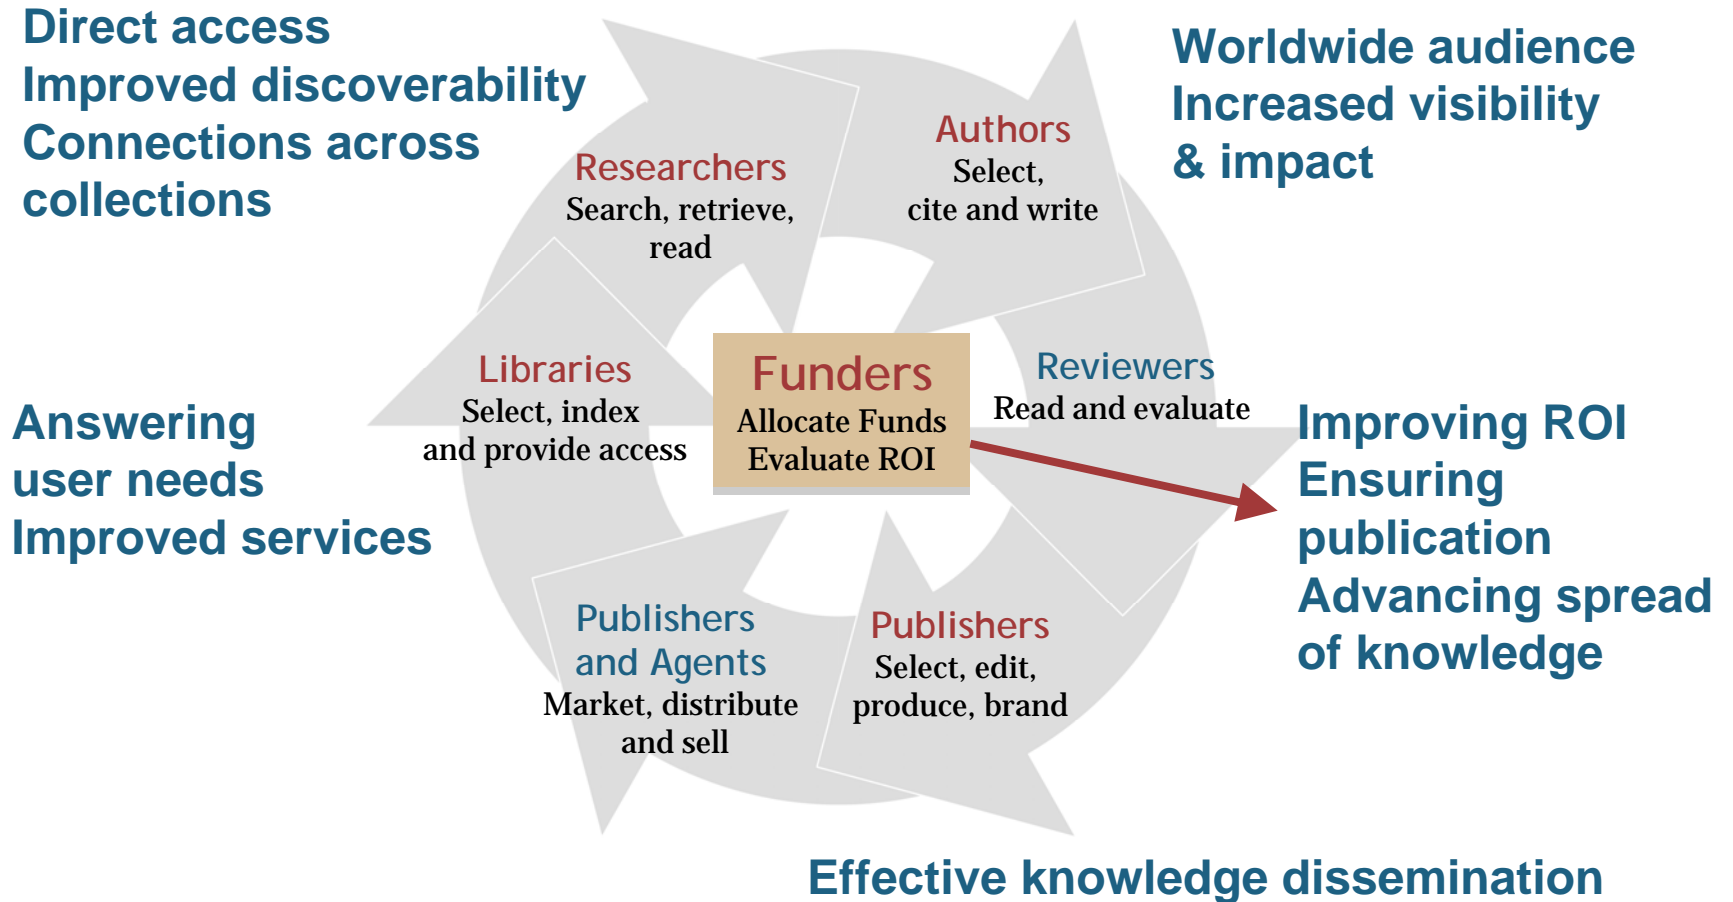 Direct access
Improved discoverability
Connections across
collections
Worldwide audience
Increased visibility
& impact
Researchers
Search, retrieve,
read
Authors
Select,
cite and write
Libraries
Select, index
and provide access
Funders
Allocate Funds
Evaluate ROI
Reviewers
Read and evaluate
Answering
user needs
Improved services
Improving ROI
Ensuring
publication
Advancing spread
of knowledge
Publishers
and Agents
Market, distribute
and sell
Publishers
Select, edit,
produce, brand
Effective knowledge dissemination